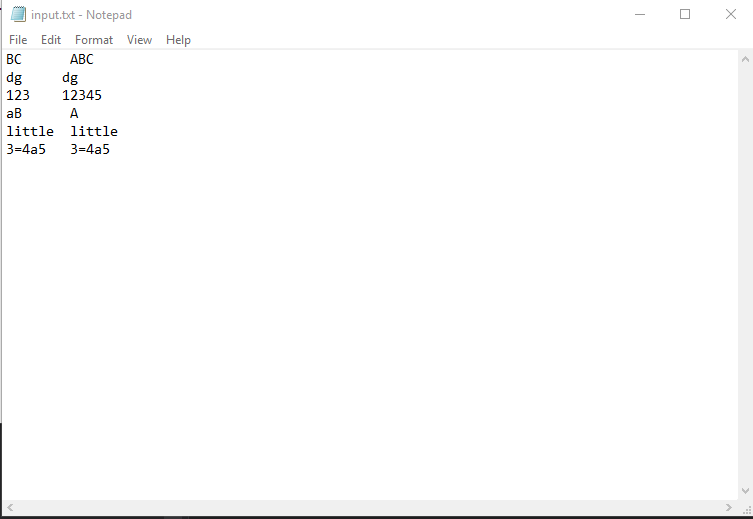 input.txt - Notepad
File Edit Format View Help
BC      ABC
dg     dg
123    12345
aB      A
little  little
3=4a5   3=4a5